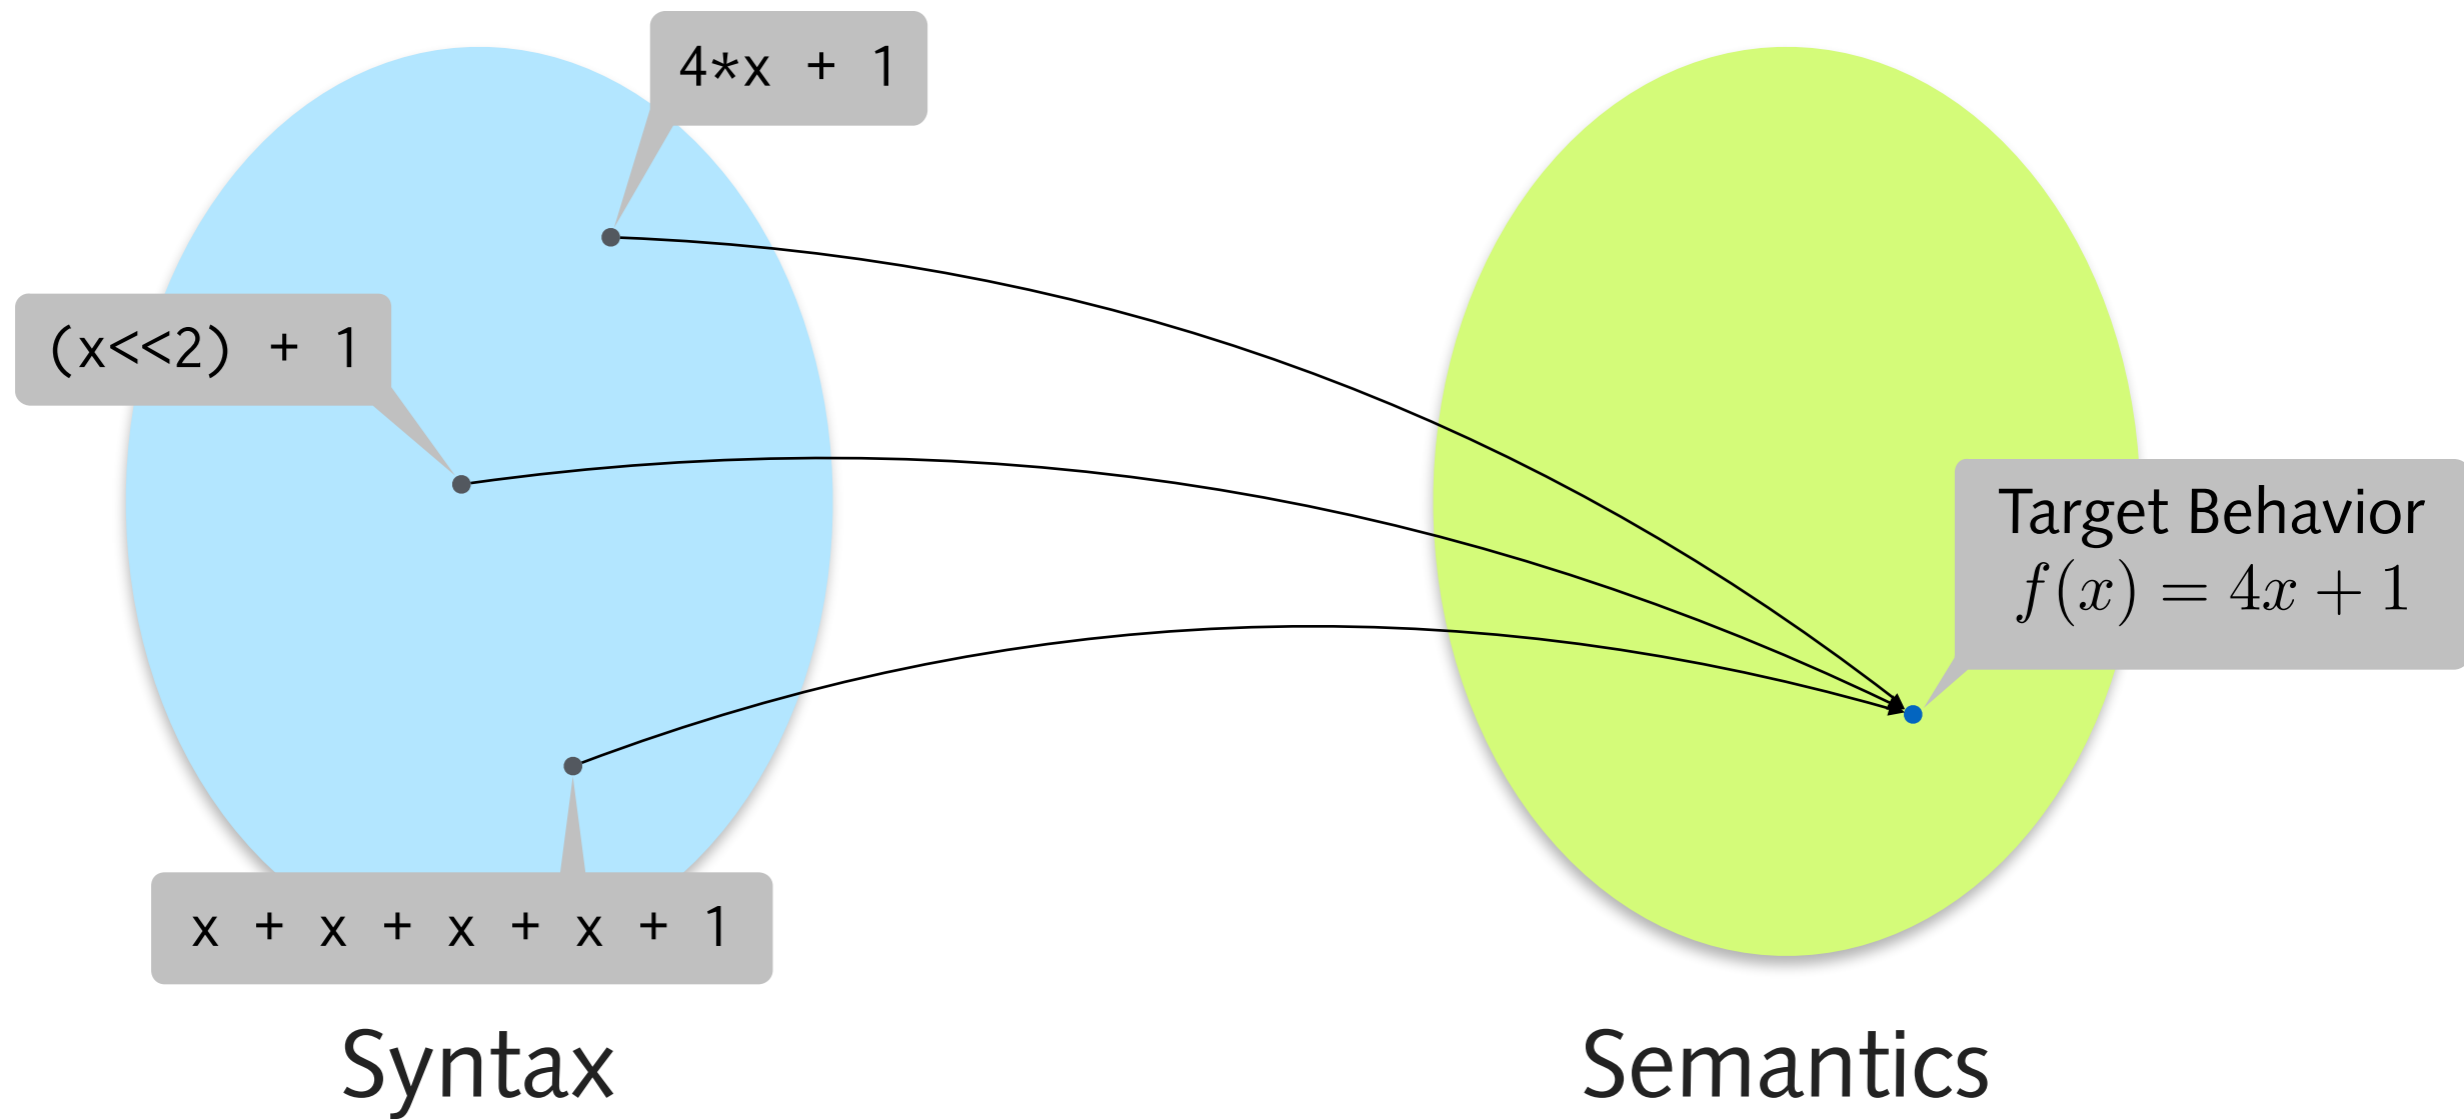 4*x + 1
(x<<2) + 1
Target Behavior
f(x) = 4x + 1
x + x + x + x + 1
Syntax
Semantics